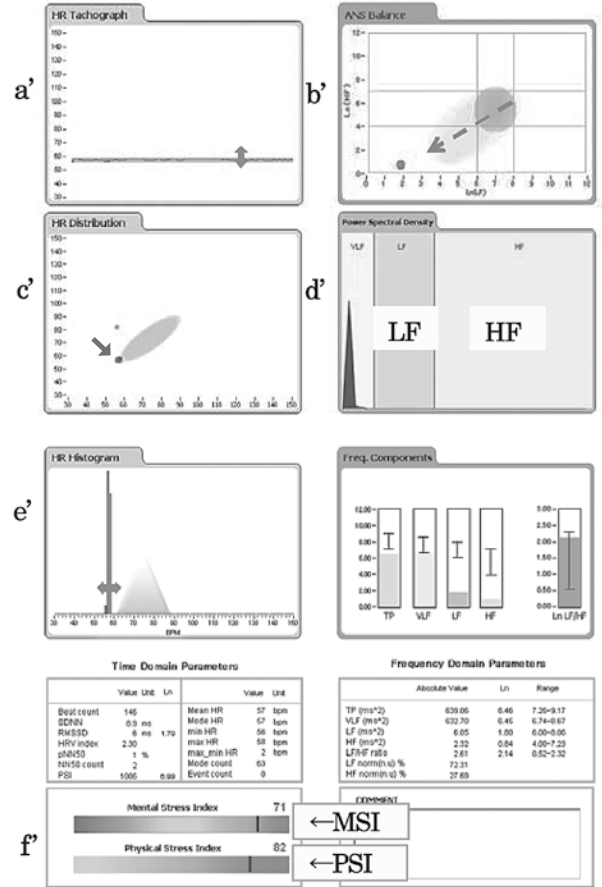 HR Tachograph
a'
150-
140-
130-
120-
110-
100-
90-
80-
70-
60-
50-
40-
30-
ANS Balance
b'
Ln(HF)
12-
10-
8-
6-
4-
2-
0-
0 1 2 3 4 5 6 7 8 9 10 11 12
Ln(LF)
HR Distribution
c'
150-
140-
130-
120-
110-
100-
90-
80-
70-
60-
50-
40-
30-
30 40 50 60 70 80 90 100 110 120 130 140 150
Power Spectral Density
d'
VLF LF HF
LF HF
HR Histogram
e'
30 40 50 60 70 80 90 100 110 120 130 140 150
BPM
Freq. Components
12.00-
10.00-
8.00-
6.00-
4.00-
2.00-
0.00-
TP VLF LF HF
3.00-
2.50-
2.00-
1.50-
1.00-
0.50-
0.00-
Ln LF/HF
Time Domain Parameters
Value Unit Ln
Beat count 146
SDNN 8.9 ms
RMSSD 6 ms 1.79
HRV index 2.30
pNN50 1 %
NN50 count 2
PSI 1086 6.99
Value Unit
Mean HR 57 bpm
Mode HR 57 bpm
min HR 56 bpm
max HR 58 bpm
max_min HR 2 bpm
Mode count 63
Event count 0
Frequency Domain Parameters
Absolute Value Ln Range
TP (ms^2) 639.06 6.46 7.26~9.17
VLF (ms^2) 632.70 6.45 6.74~8.67
LF (ms^2) 6.05 1.80 6.00~8.06
HF (ms^2) 2.32 0.84 4.00~7.23
LF/HF ratio 2.61 2.14 0.52~2.32
LF norm(n.u) % 72.31
HF norm(n.u) % 27.69
f'
Mental Stress Index 71
←MSI
Physical Stress Index 82
←PSI
COMMENT